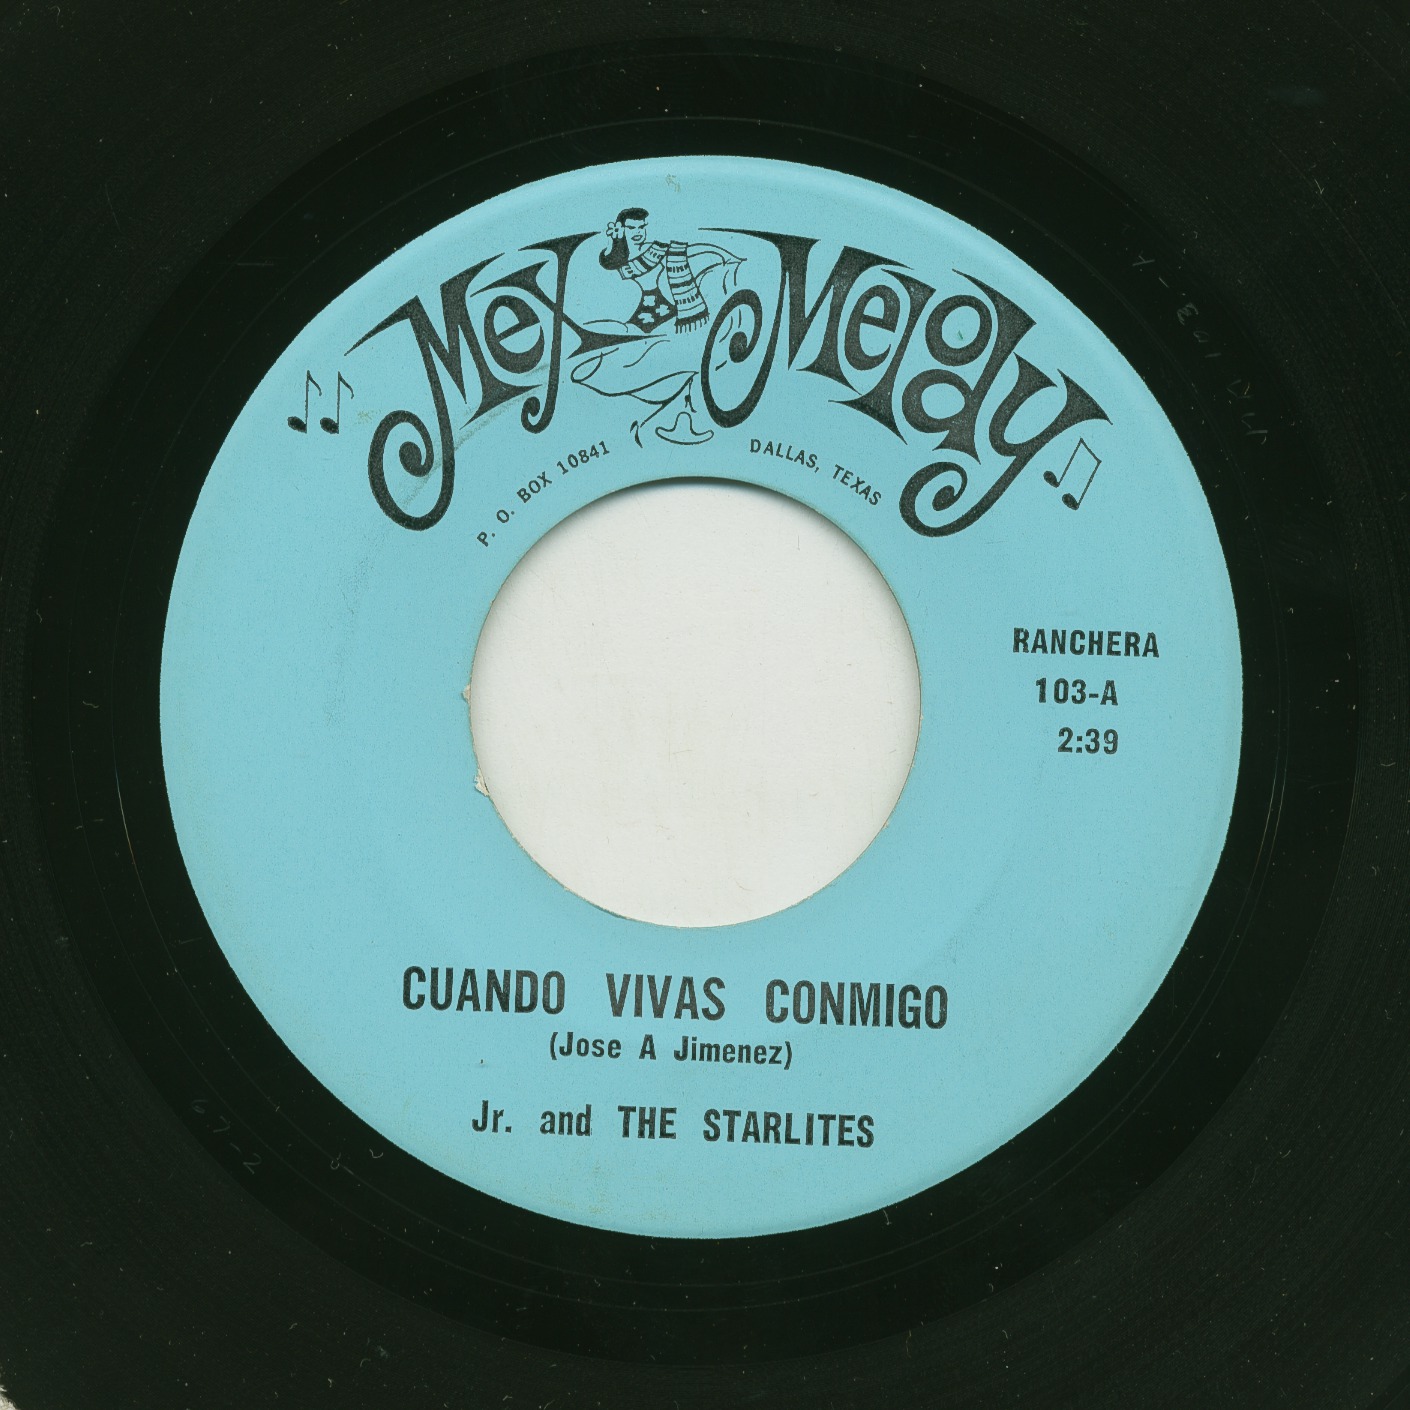 Mex Melody
P. O. BOX 10841 DALLAS, TEXAS
RANCHERA
103-A
2:39
CUANDO VIVAS CONMIGO
(Jose A Jimenez)
Jr. and THE STARLITES